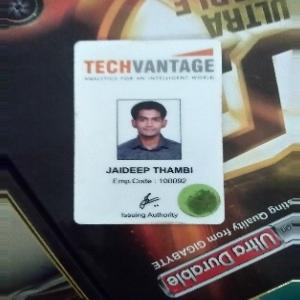 ULTRA
TECHVANTAGE
ANALYTICS FOR AN INTELLIGENT WORLD
JAIDEEP THAMBI
Emp.Code : 100092
Issuing Authority
Quality from GIGABYTE
Ultra Durable